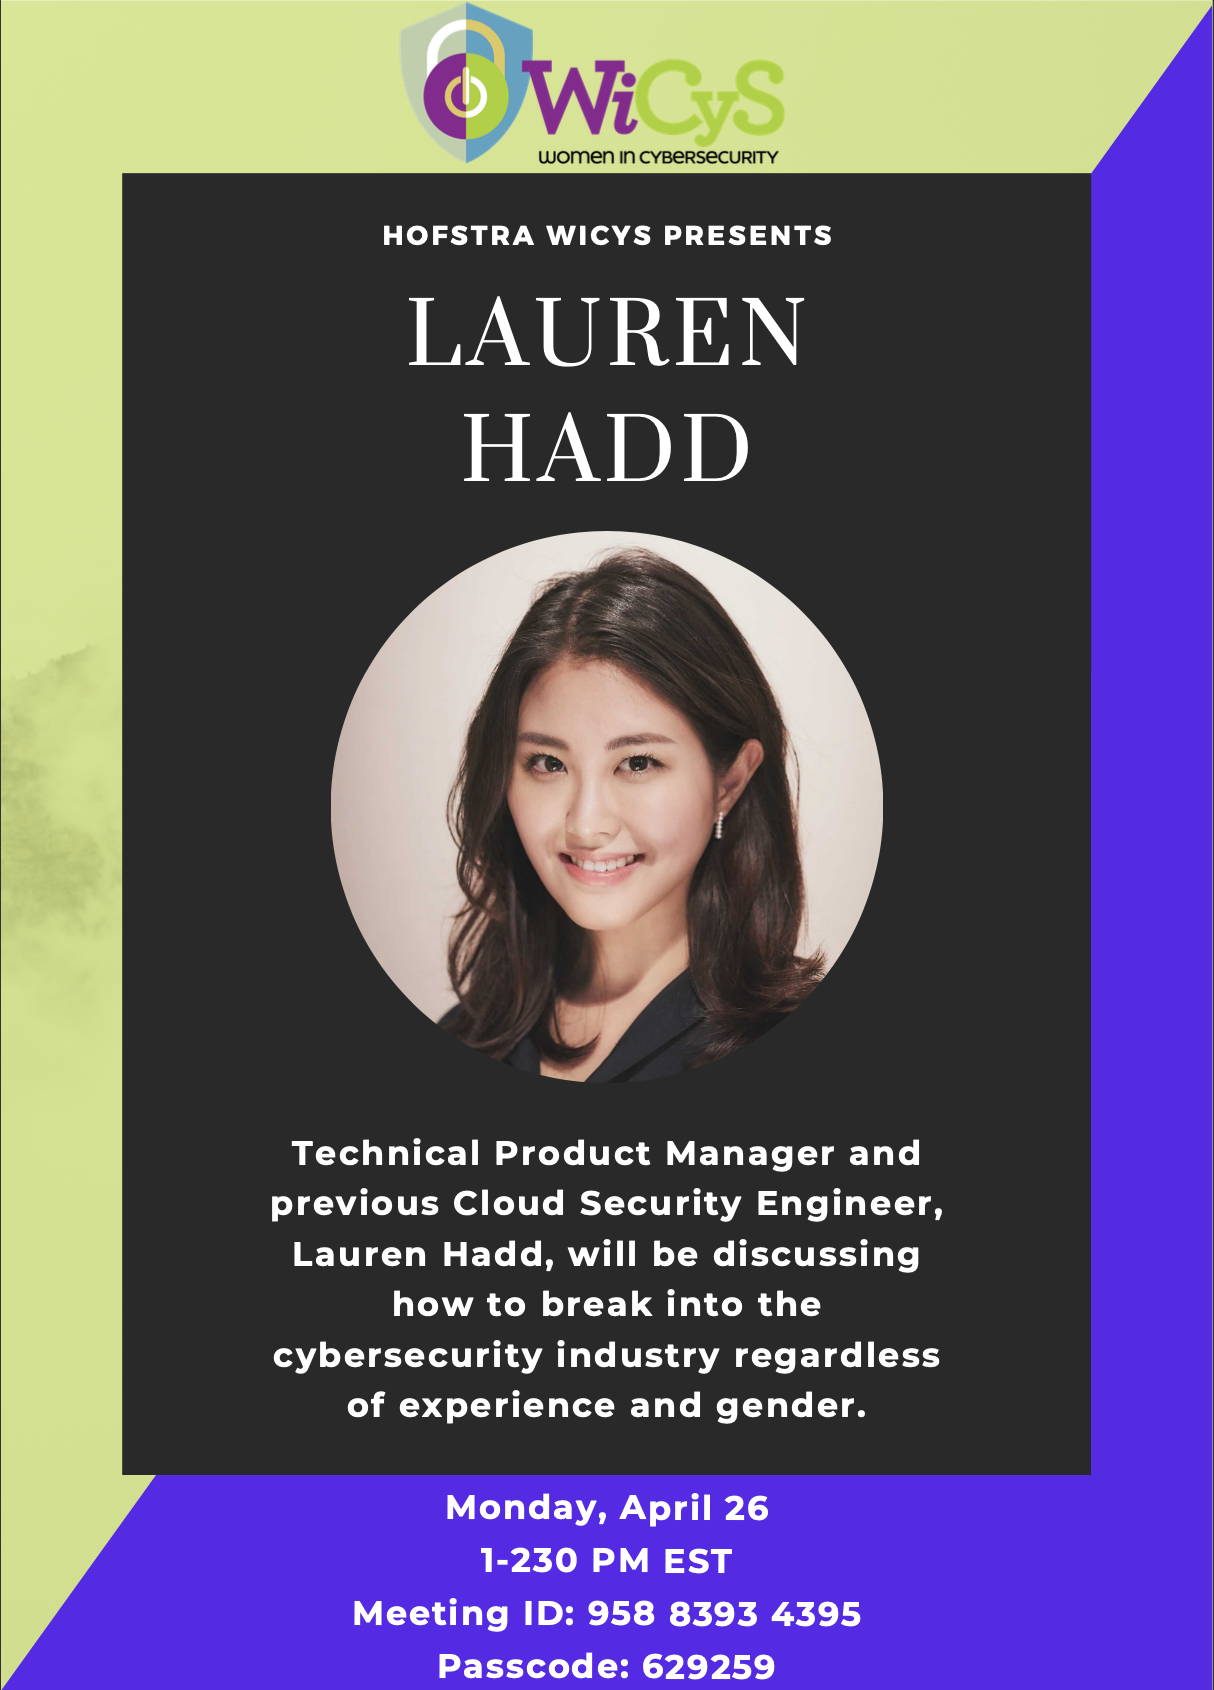 WiCyS
WOMEN IN CYBERSECURITY
HOFSTRA WICYS PRESENTS
LAUREN
HADD
Technical Product Manager and
previous Cloud Security Engineer,
Lauren Hadd, will be discussing
how to break into the
cybersecurity industry regardless
of experience and gender.
Monday, April 26
1-230 PM EST
Meeting ID: 958 8393 4395
Passcode: 629259